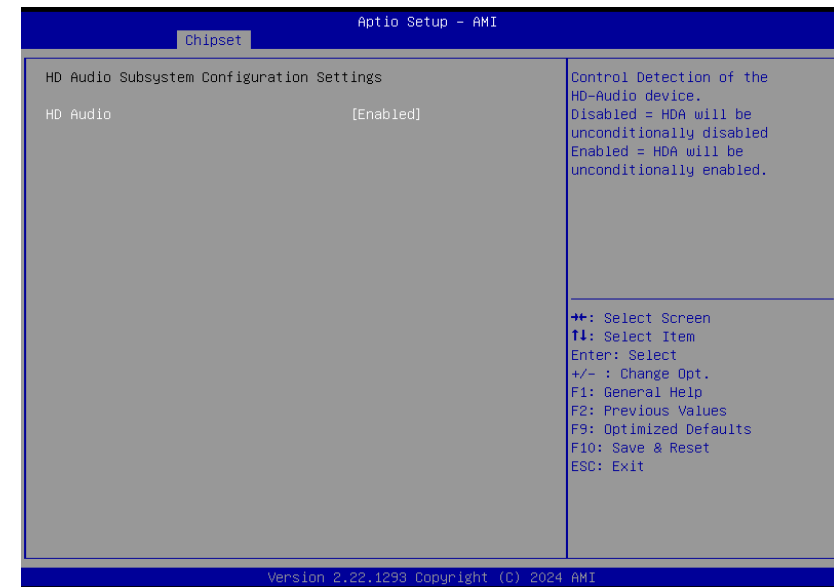 Aptio Setup – AMI
Chipset
HD Audio Subsystem Configuration Settings
HD Audio [Enabled]
Control Detection of the
HD-Audio device.
Disabled = HDA will be
unconditionally disabled
Enabled = HDA will be
unconditionally enabled.
→←: Select Screen
↑↓: Select Item
Enter: Select
+/- : Change Opt.
F1: General Help
F2: Previous Values
F9: Optimized Defaults
F10: Save & Reset
ESC: Exit
Version 2.22.1293 Copyright (C) 2024 AMI